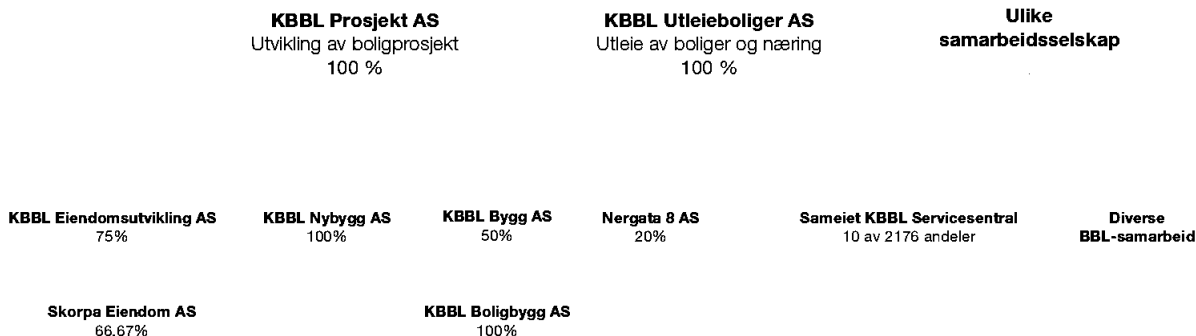 KBBL Prosjekt AS
Utvikling av boligprosjekt
100 %
KBBL Utleieboliger AS
Utleie av boliger og næring
100 %
Ulike
samarbeidsselskap
KBBL Eiendomsutvikling AS
75%
KBBL Nybygg AS
100%
KBBL Bygg AS
50%
Nergata 8 AS
20%
Sameiet KBBL Servicesentral
10 av 2176 andeler
Diverse
BBL-samarbeid
Skorpa Eiendom AS
66,67%
KBBL Boligbygg AS
100%